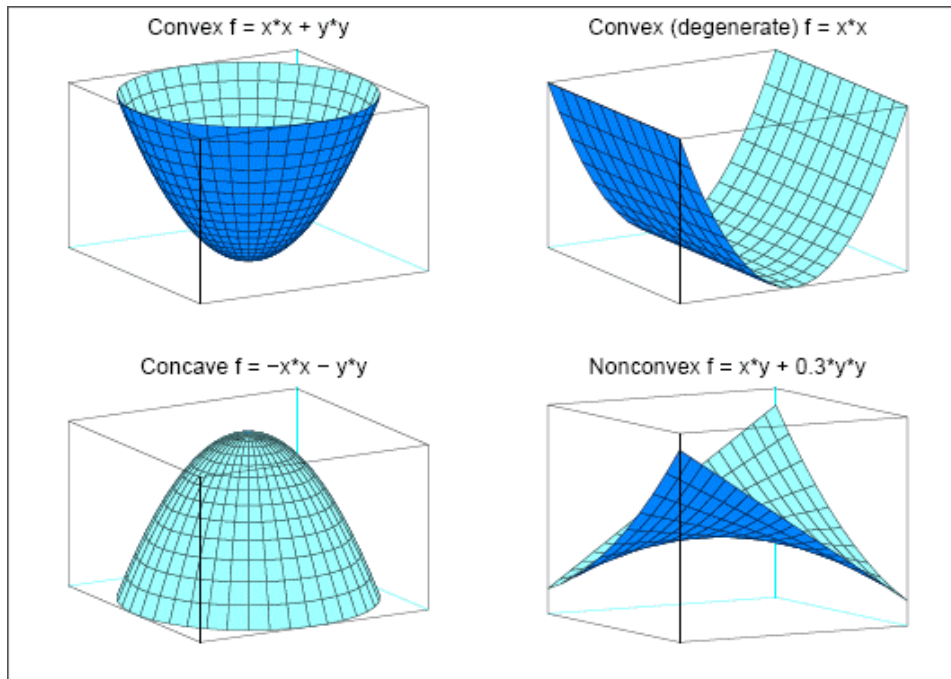 Convex f = x*x + y*y
Convex (degenerate) f = x*x
Concave f = −x*x − y*y
Nonconvex f = x*y + 0.3*y*y